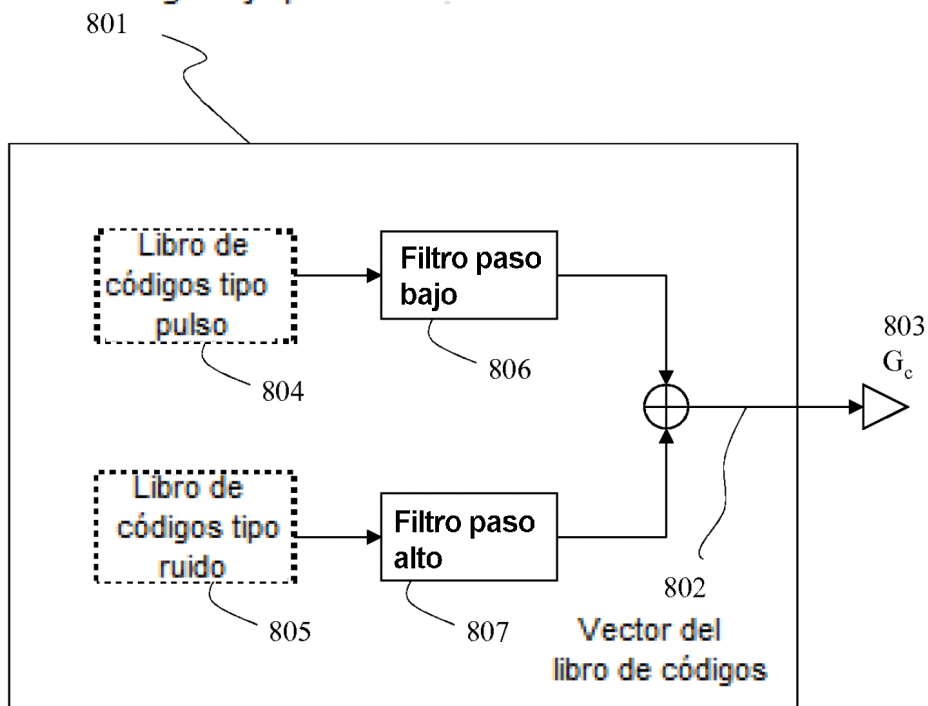 801
Libro de
códigos tipo
pulso
Filtro paso
bajo
804
806
803
G_c
Libro de
códigos tipo
ruido
Filtro paso
alto
805
807
802
Vector del
libro de códigos